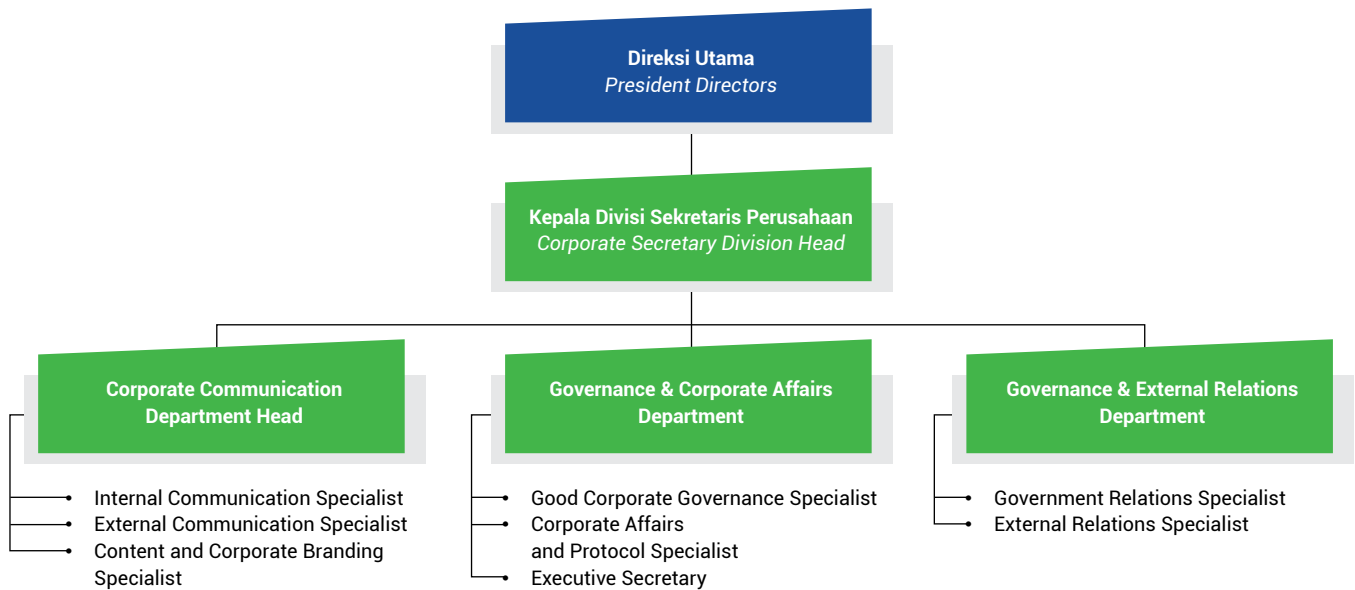 Direksi Utama
President Directors
Kepala Divisi Sekretaris Perusahaan
Corporate Secretary Division Head
Corporate Communication
Department Head
Internal Communication Specialist
External Communication Specialist
Content and Corporate Branding
Specialist
Governance & Corporate Affairs
Department
Good Corporate Governance Specialist
Corporate Affairs
and Protocol Specialist
Executive Secretary
Governance & External Relations
Department
Government Relations Specialist
External Relations Specialist